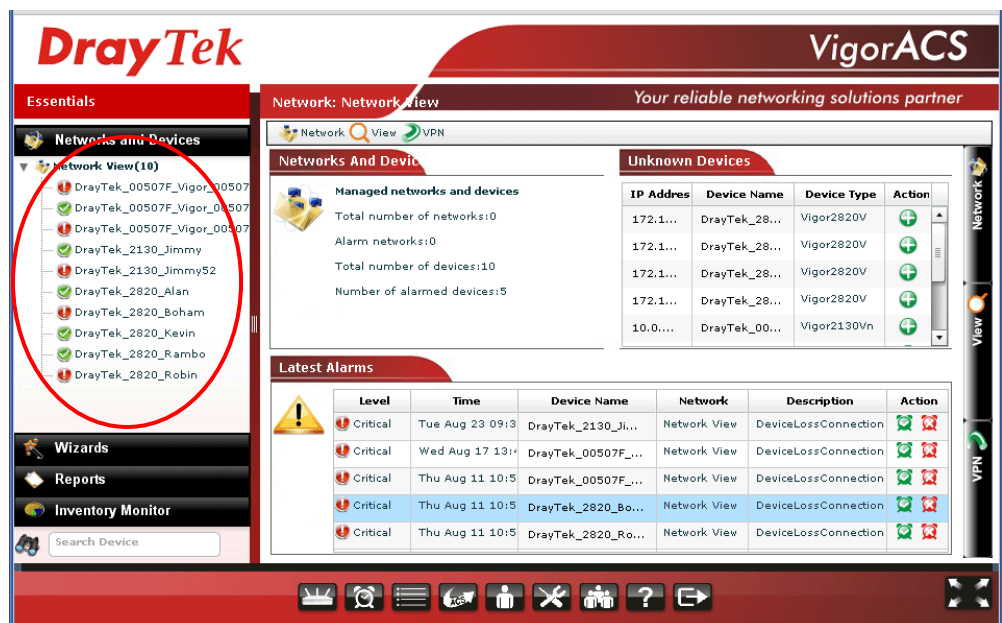 DrayTek
VigorACS
Essentials
Network: Network View
Your reliable networking solutions partner
Networks and Devices
Network View(10)
DrayTek_00507F_Vigor_00507
DrayTek_00507F_Vigor_00507
DrayTek_00507F_Vigor_00507
DrayTek_2130_Jimmy
DrayTek_2130_Jimmy52
DrayTek_2820_Alan
DrayTek_2820_Boham
DrayTek_2820_Kevin
DrayTek_2820_Rambo
DrayTek_2820_Robin
Wizards
Reports
Inventory Monitor
Search Device
Network View VPN
Networks And Devic
Managed networks and devices
Total number of networks:0
Alarm networks:0
Total number of devices:10
Number of alarmed devices:5
Unknown Devices
IP Addres Device Name Device Type Action
172.1... DrayTek_28... Vigor2820V
172.1... DrayTek_28... Vigor2820V
172.1... DrayTek_28... Vigor2820V
172.1... DrayTek_28... Vigor2820V
10.0.... DrayTek_00... Vigor2130Vn
Latest Alarms
Level Time Device Name Network Description Action
Critical Tue Aug 23 09:3 DrayTek_2130_Ji... Network View DeviceLossConnection
Critical Wed Aug 17 13:4 DrayTek_00507F_... Network View DeviceLossConnection
Critical Thu Aug 11 10:5 DrayTek_00507F_... Network View DeviceLossConnection
Critical Thu Aug 11 10:5 DrayTek_2820_Bo... Network View DeviceLossConnection
Critical Thu Aug 11 10:5 DrayTek_2820_Ro... Network View DeviceLossConnection
Network
View
VPN
ACS
?